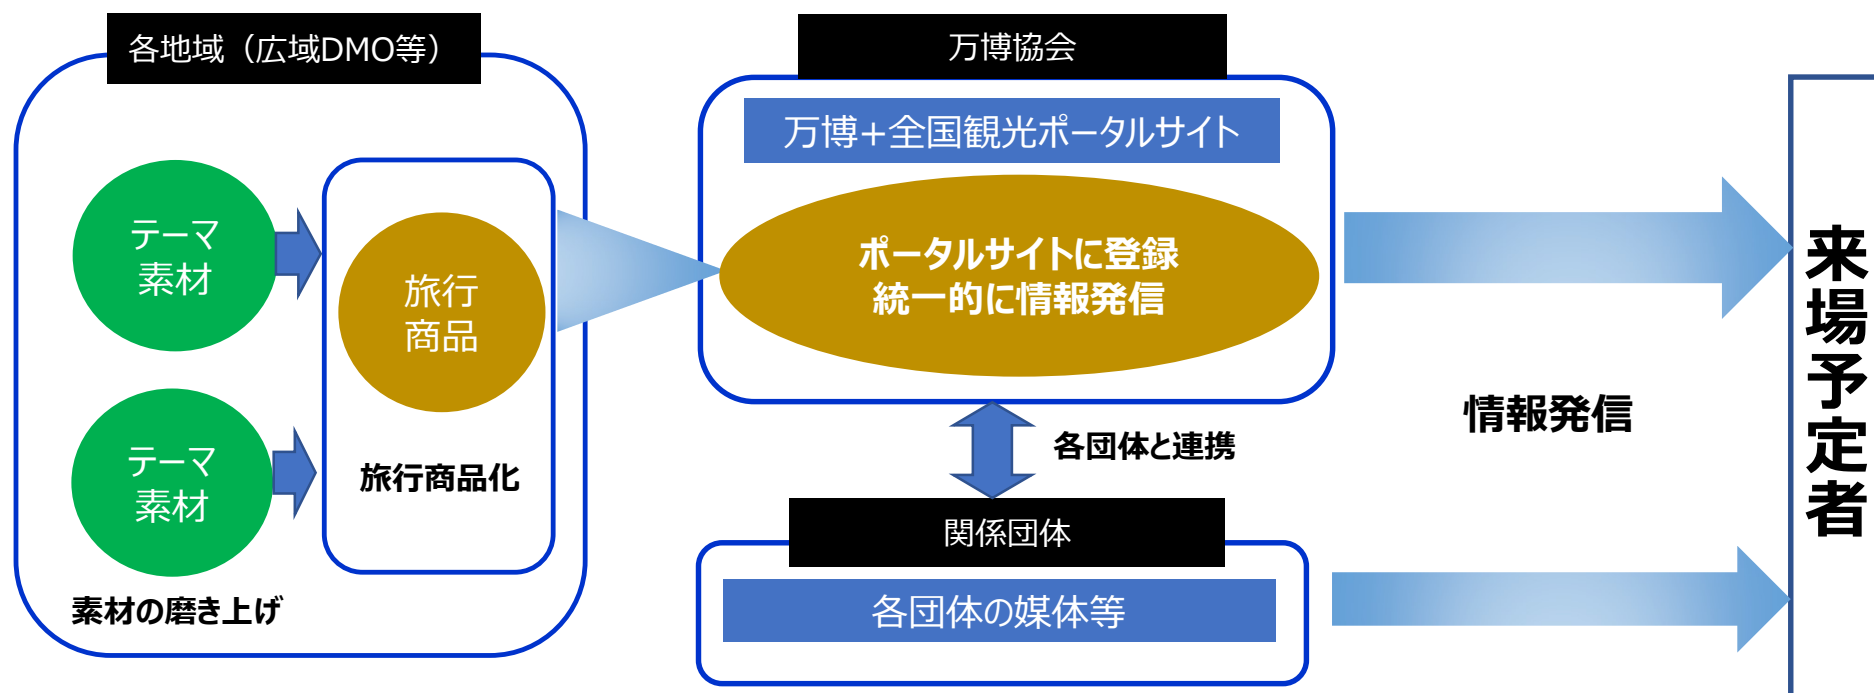 各地域（広域DMO等）
テーマ
素材
テーマ
素材
旅行
商品
旅行商品化
素材の磨き上げ
万博協会
万博+全国観光ポータルサイト
ポータルサイトに登録
統一的に情報発信
各団体と連携
関係団体
各団体の媒体等
情報発信
来場予定者